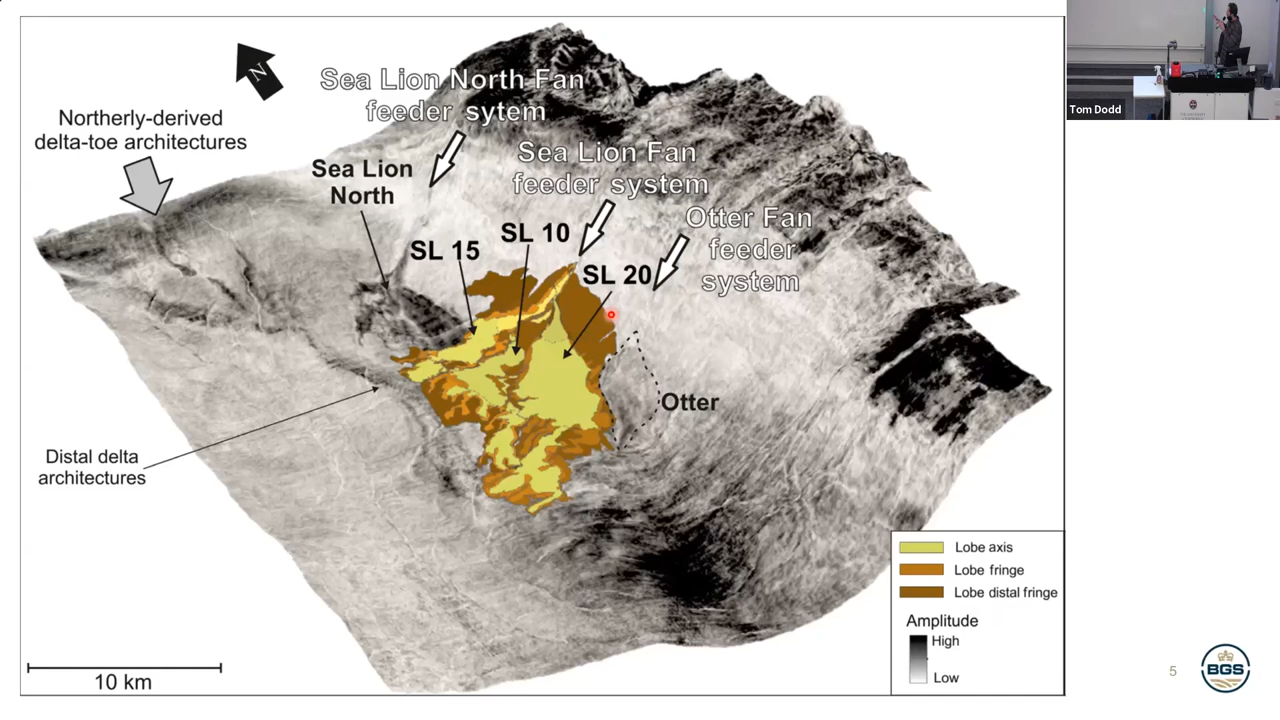 Sea Lion North Fan
feeder sytem
N
Northerly-derived
delta-toe architectures
Sea Lion Fan
feeder system
Sea Lion
North
Otter Fan
feeder
system
SL 10
SL 15
SL 20
Otter
Distal delta
architectures
Lobe axis
Lobe fringe
Lobe distal fringe
Amplitude
High
Low
10 km
5
BGS
Tom Dodd